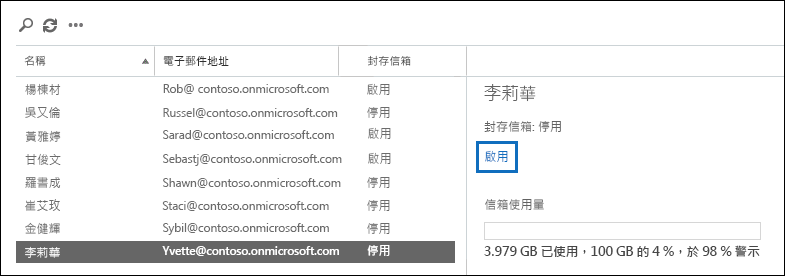 名稱 電子郵件地址 封存信箱
楊棟材 Rob@ contoso.onmicrosoft.com 啟用
吳又倫 Russel@contoso.onmicrosoft.com 停用
黃雅婷 Sarad@contoso.onmicrosoft.com 啟用
甘俊文 Sebastj@contoso.onmicrosoft.com 啟用
羅書成 Shawn@contoso.onmicrosoft.com 停用
崔艾玫 Staci@contoso.onmicrosoft.com 停用
金健輝 Sybil@contoso.onmicrosoft.com 停用
李莉華 Yvette@contoso.onmicrosoft.com 停用
李莉華
封存信箱: 停用
啟用
信箱使用量
3.979 GB 已使用，100 GB 的 4 %，於 98 % 警示